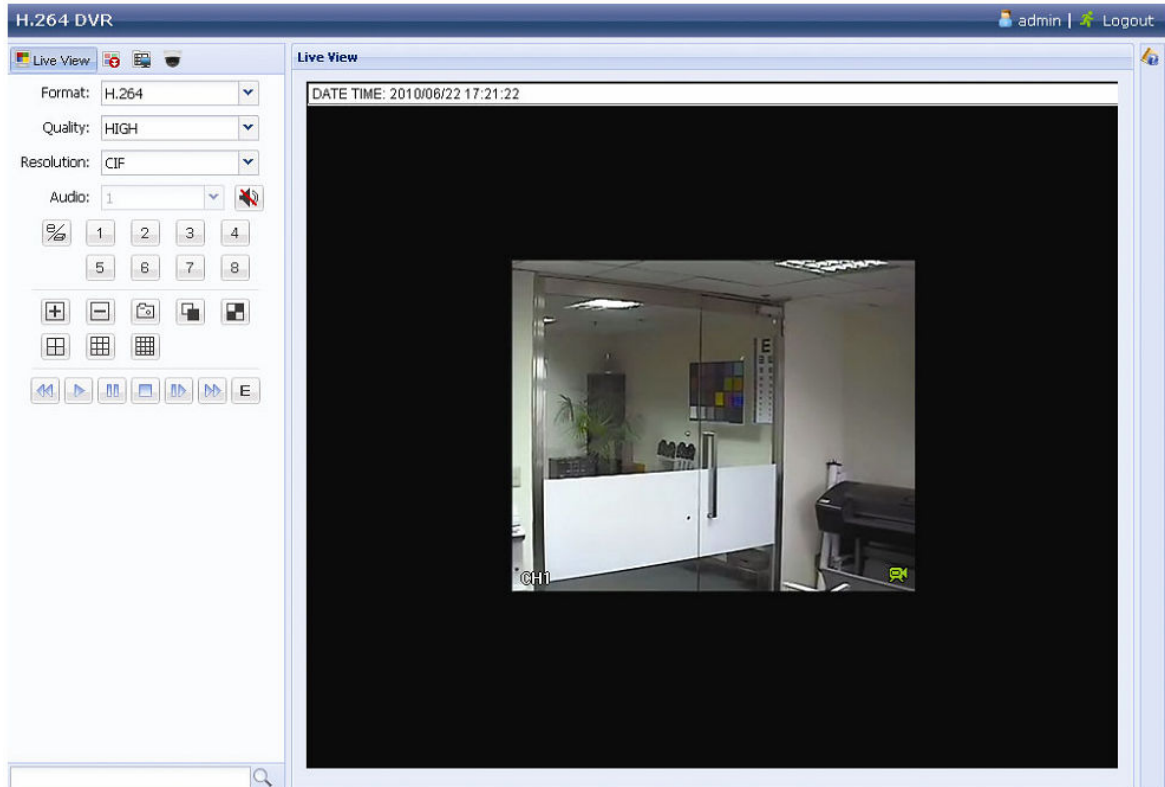 H.264 DVR
admin | Logout
Live View
Live View
DATE TIME: 2010/06/22 17:21:22
Format: H.264
Quality: HIGH
Resolution: CIF
Audio: 1
1 2 3 4
5 6 7 8
E
E
CH1